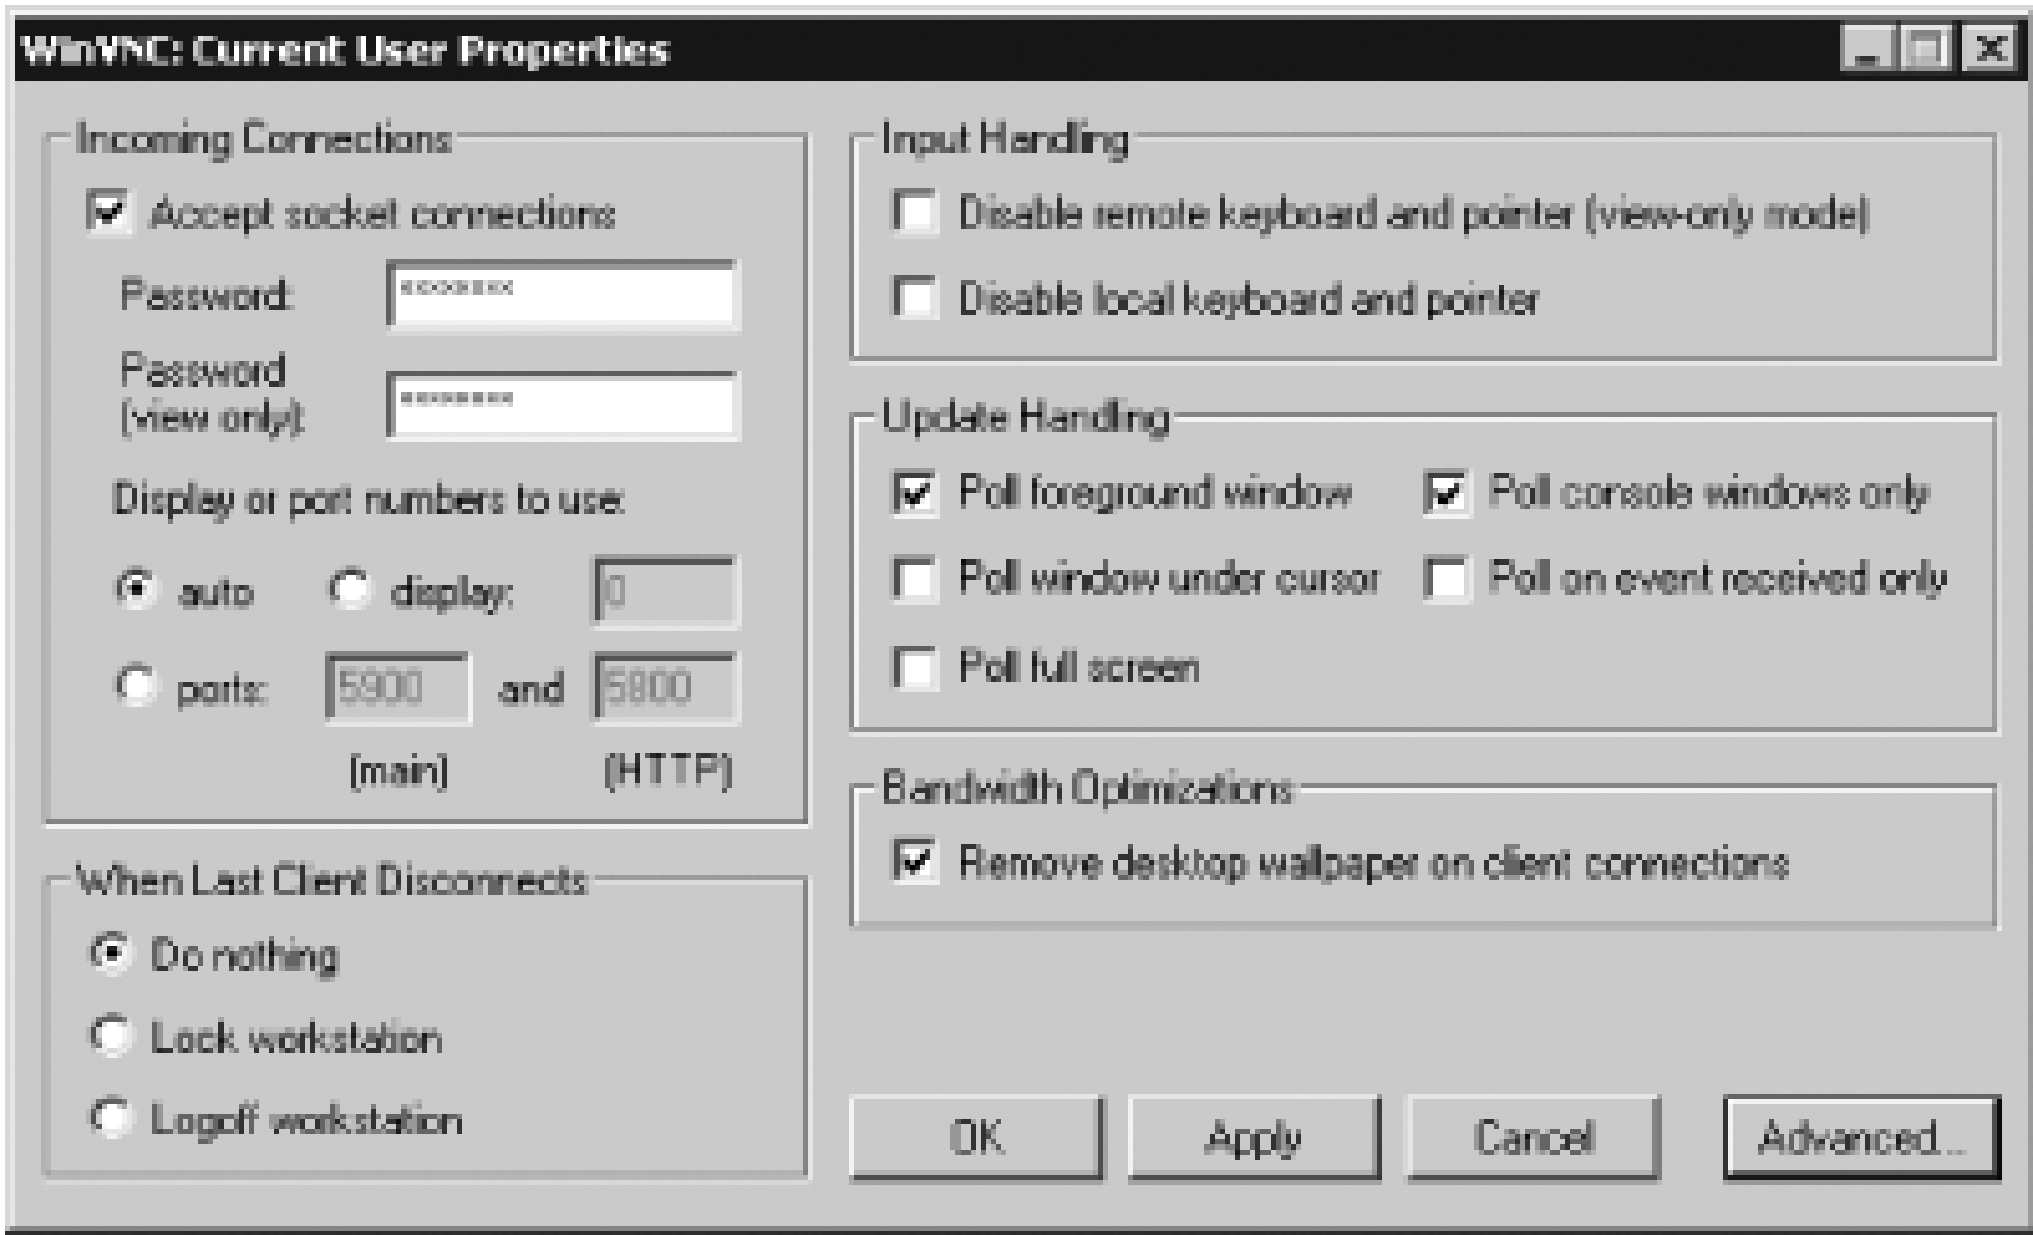 WinVNC: Current User Properties
Incoming Connections
Accept socket connections
Password:
Password
(view only):
Display or port numbers to use:
auto
display:
0
ports:
5900
and
5800
(main)
(HTTP)
When Last Client Disconnects
Do nothing
Lock workstation
Logoff workstation
Input Handling
Disable remote keyboard and pointer (view-only mode)
Disable local keyboard and pointer
Update Handling
Poll foreground window
Poll console windows only
Poll window under cursor
Poll on event received only
Poll full screen
Bandwidth Optimizations
Remove desktop wallpaper on client connections
OK
Apply
Cancel
Advanced...